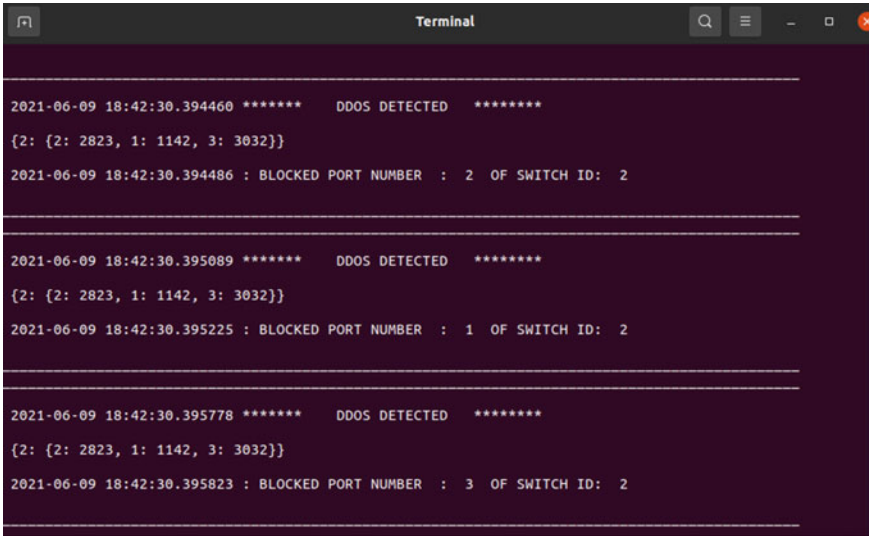 Terminal
2021-06-09 18:42:30.394460 ******* DDOS DETECTED ********
{2: {2: 2823, 1: 1142, 3: 3032}}
2021-06-09 18:42:30.394486 : BLOCKED PORT NUMBER : 2 OF SWITCH ID: 2
2021-06-09 18:42:30.395089 ******* DDOS DETECTED ********
{2: {2: 2823, 1: 1142, 3: 3032}}
2021-06-09 18:42:30.395225 : BLOCKED PORT NUMBER : 1 OF SWITCH ID: 2
2021-06-09 18:42:30.395778 ******* DDOS DETECTED ********
{2: {2: 2823, 1: 1142, 3: 3032}}
2021-06-09 18:42:30.395823 : BLOCKED PORT NUMBER : 3 OF SWITCH ID: 2